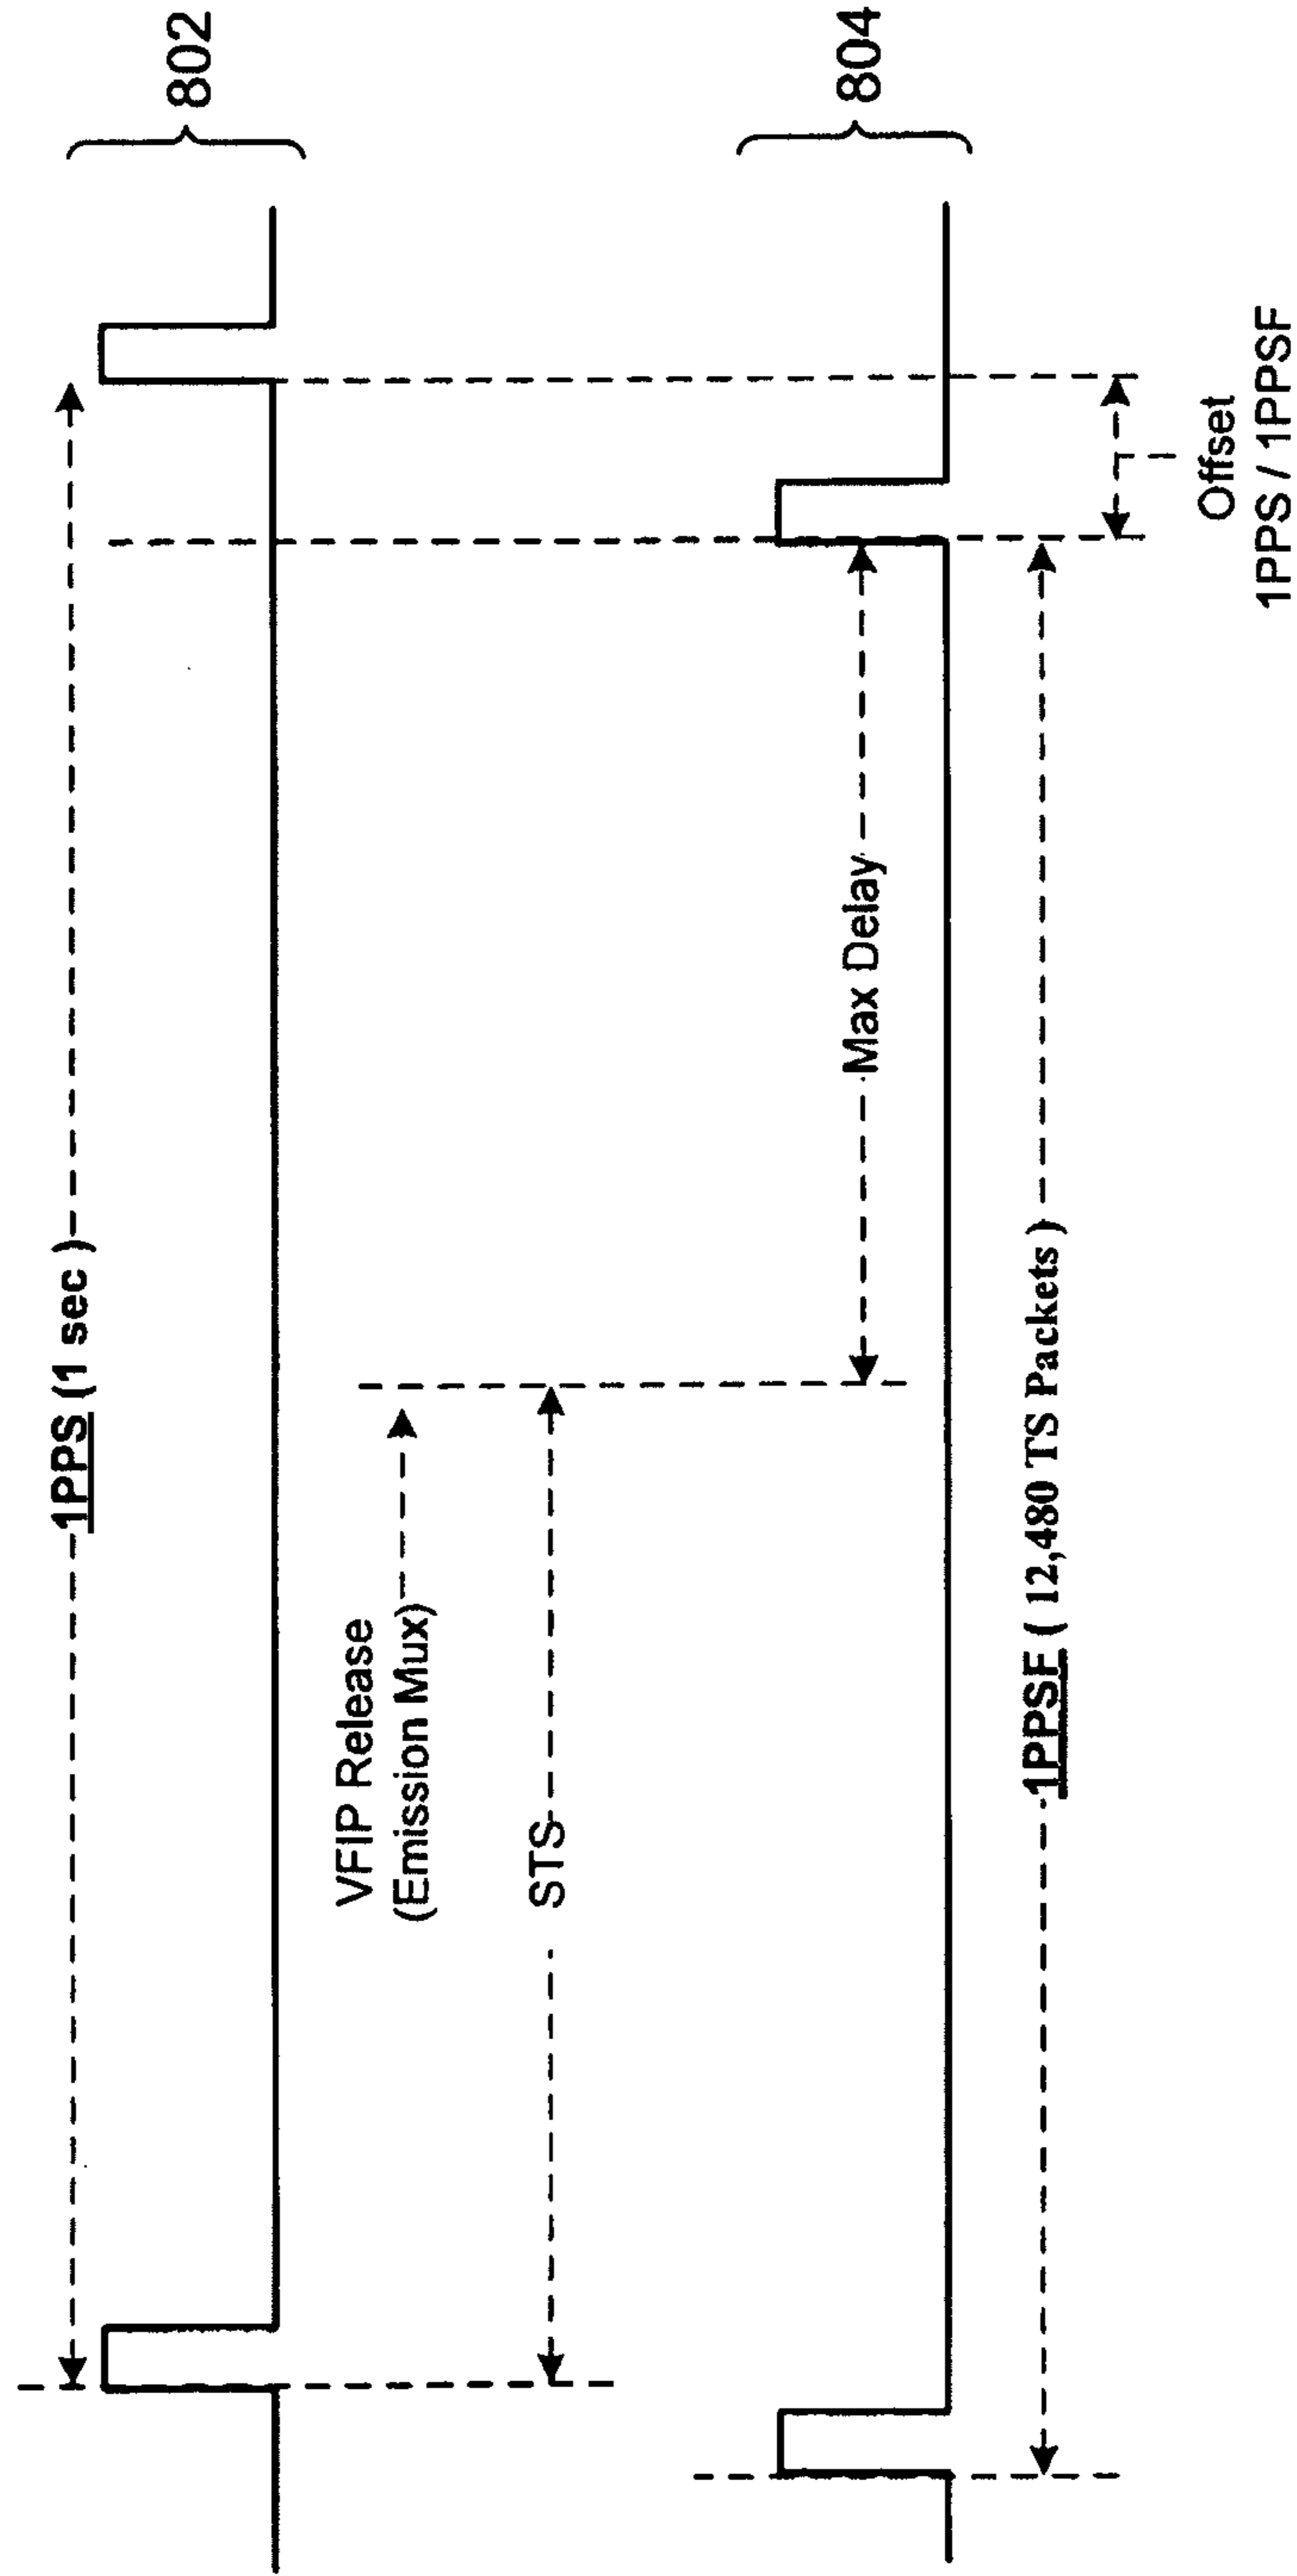 1PPS (1 sec )
802
VFIP Release
(Emission Mux)
STS
Max Delay
804
1PPSF ( 12,480 TS Packets )
Offset
1PPS / 1PPSF